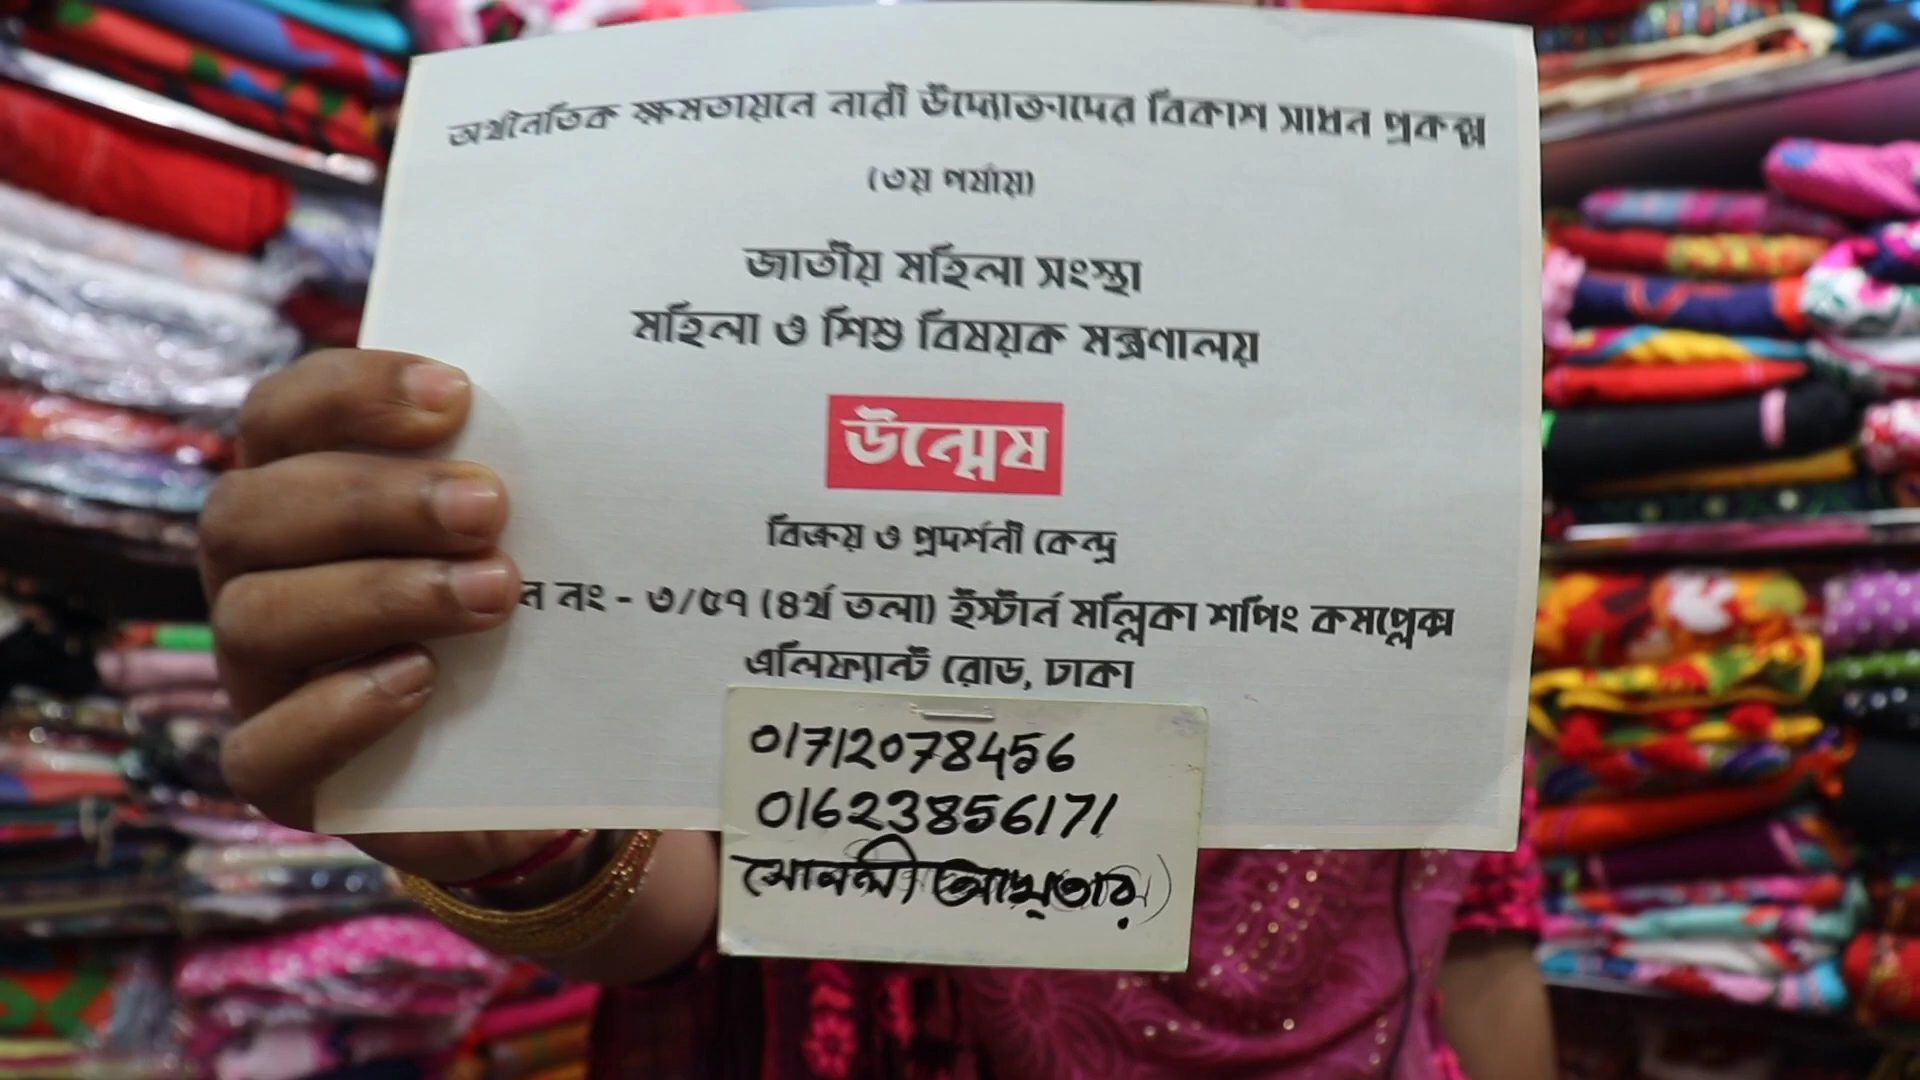 অর্থনৈতিক ক্ষমতায়নে নারী উদ্যোক্তাদের বিকাশ সাধন প্রকল্প
(৩য় পর্যায়)
জাতীয় মহিলা সংস্থা
মহিলা ও শিশু বিষয়ক মন্ত্রণালয়
উন্মেষ
বিক্রয় ও প্রদর্শনী কেন্দ্র
নং - ৩/৫৭ (৪র্থ তলা) ইস্টার্ন মল্লিকা শপিং কমপ্লেক্স
এলিফ্যান্ট রোড, ঢাকা
01712078456
01623856171
আখতার